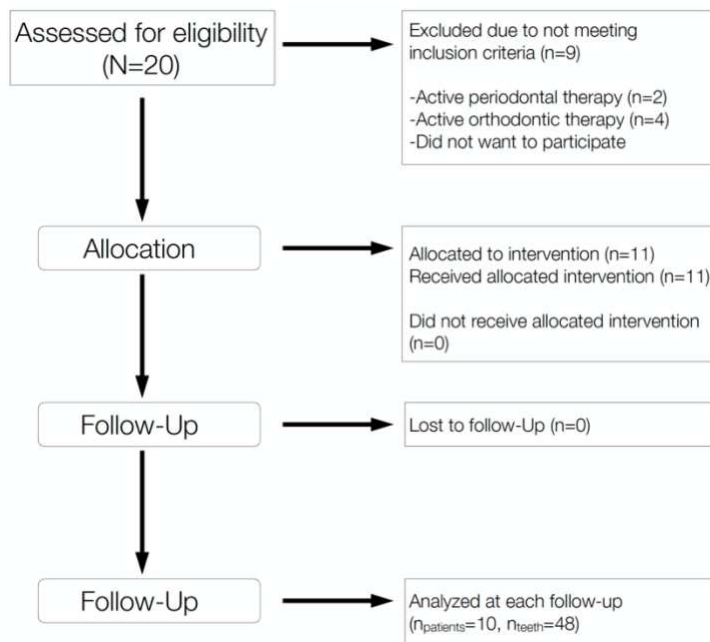 Assessed for eligibility
(N=20)
Excluded due to not meeting
inclusion criteria (n=9)
-Active periodontal therapy (n=2)
-Active orthodontic therapy (n=4)
-Did not want to participate
Allocation
Allocated to intervention (n=11)
Received allocated intervention (n=11)
Did not receive allocated intervention
(n=0)
Follow-Up
Lost to follow-Up (n=0)
Follow-Up
Analyzed at each follow-up
(npatients=10, nteeth=48)